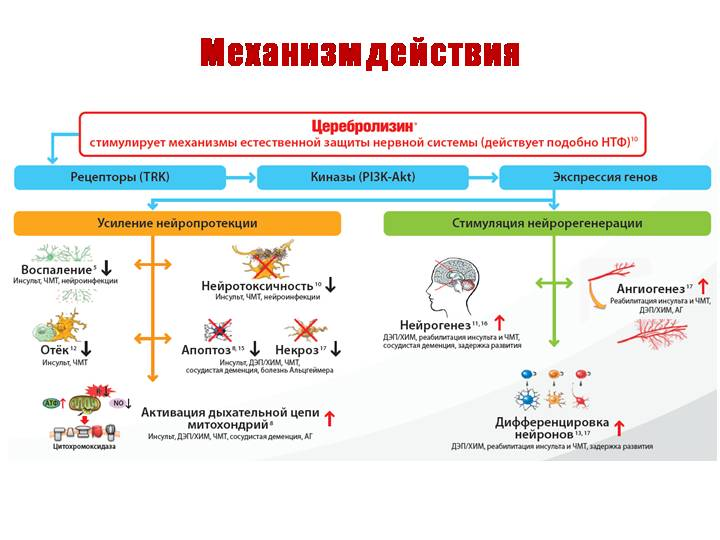 Механизм действия
Церебролизин®
стимулирует механизмы естественной защиты нервной системы (действует подобно НТФ)¹⁰
Рецепторы (TRK)
Киназы (PI3K-Akt)
Экспрессия генов
Усиление нейропротекции
Стимуляция нейрорегенерации
Воспаление⁵
Инсульт, ЧМТ, нейроинфекции
Нейротоксичность¹⁰
Инсульт, ЧМТ, нейроинфекции
Отёк¹²
Инсульт, ЧМТ
Апоптоз⁸,¹⁵
Некроз¹⁷
Инсульт, ДЭП/ХИМ, ЧМТ,
сосудистая деменция, болезнь Альцгеймера
АТФ
NO
Цитохромоксидаза
Активация дыхательной цепи
митохондрий⁸
Инсульт, ДЭП/ХИМ, ЧМТ, сосудистая деменция, АГ
Нейрогенез¹¹,¹⁶
ДЭП/ХИМ, реабилитация инсульта и ЧМТ,
сосудистая деменция, задержка развития
Ангиогенез¹⁷
Реабилитация инсульта и ЧМТ,
ДЭП/ХИМ, АГ
Дифференцировка
нейронов¹³,¹⁷
ДЭП/ХИМ, реабилитация инсульта и ЧМТ, задержка развития